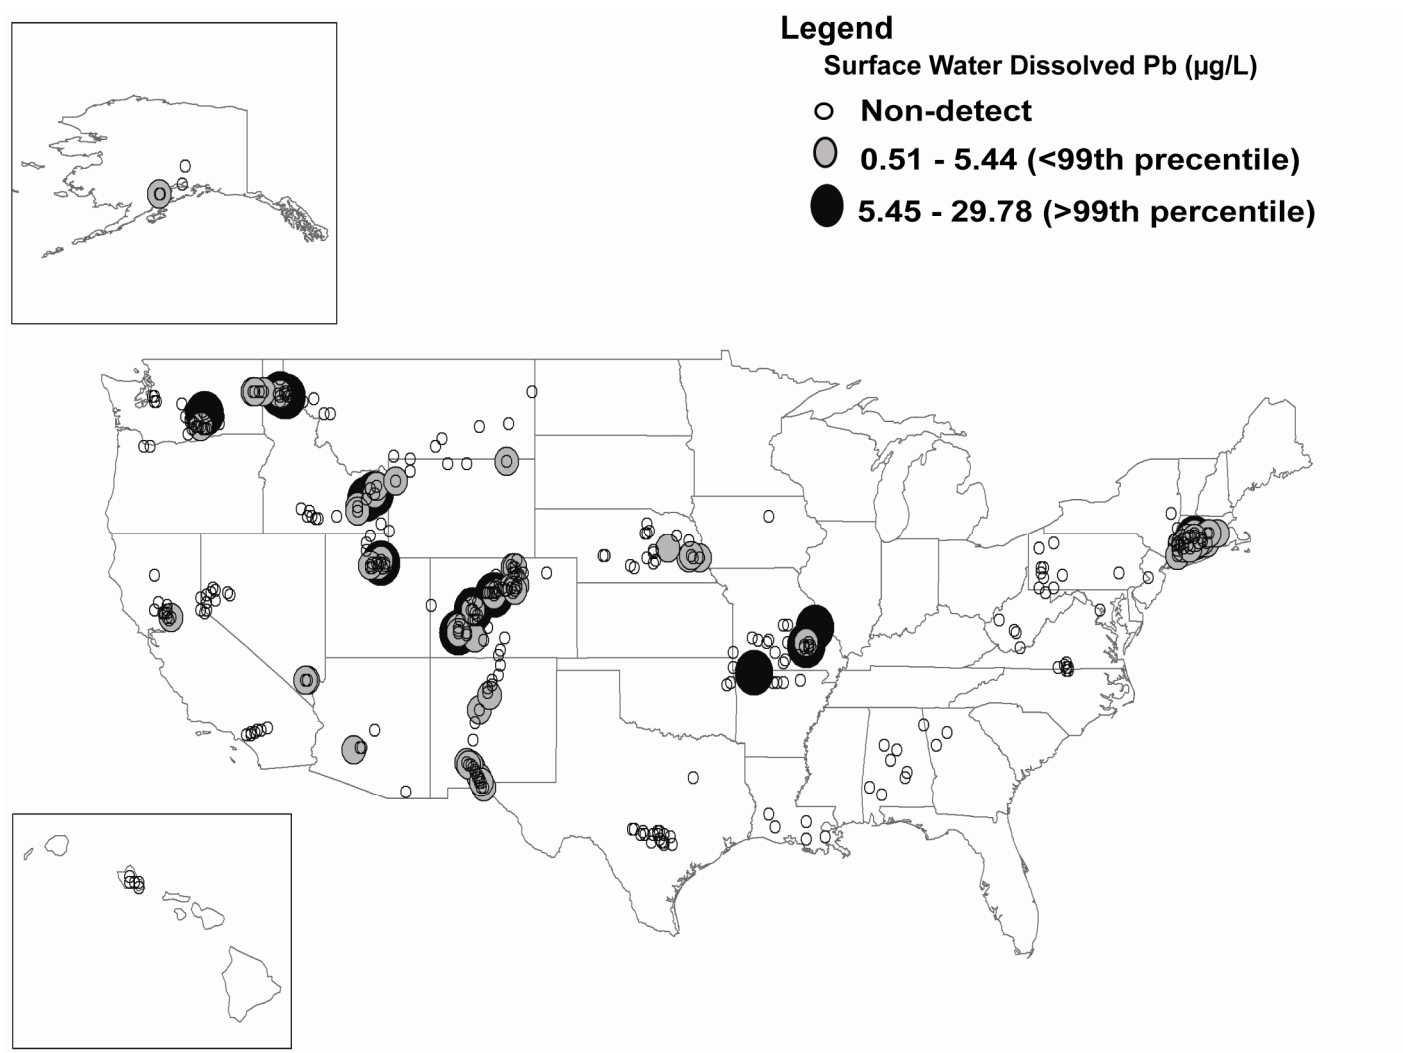 Legend
Surface Water Dissolved Pb (µg/L)
Non-detect
0.51 - 5.44 (<99th precentile)
5.45 - 29.78 (>99th percentile)